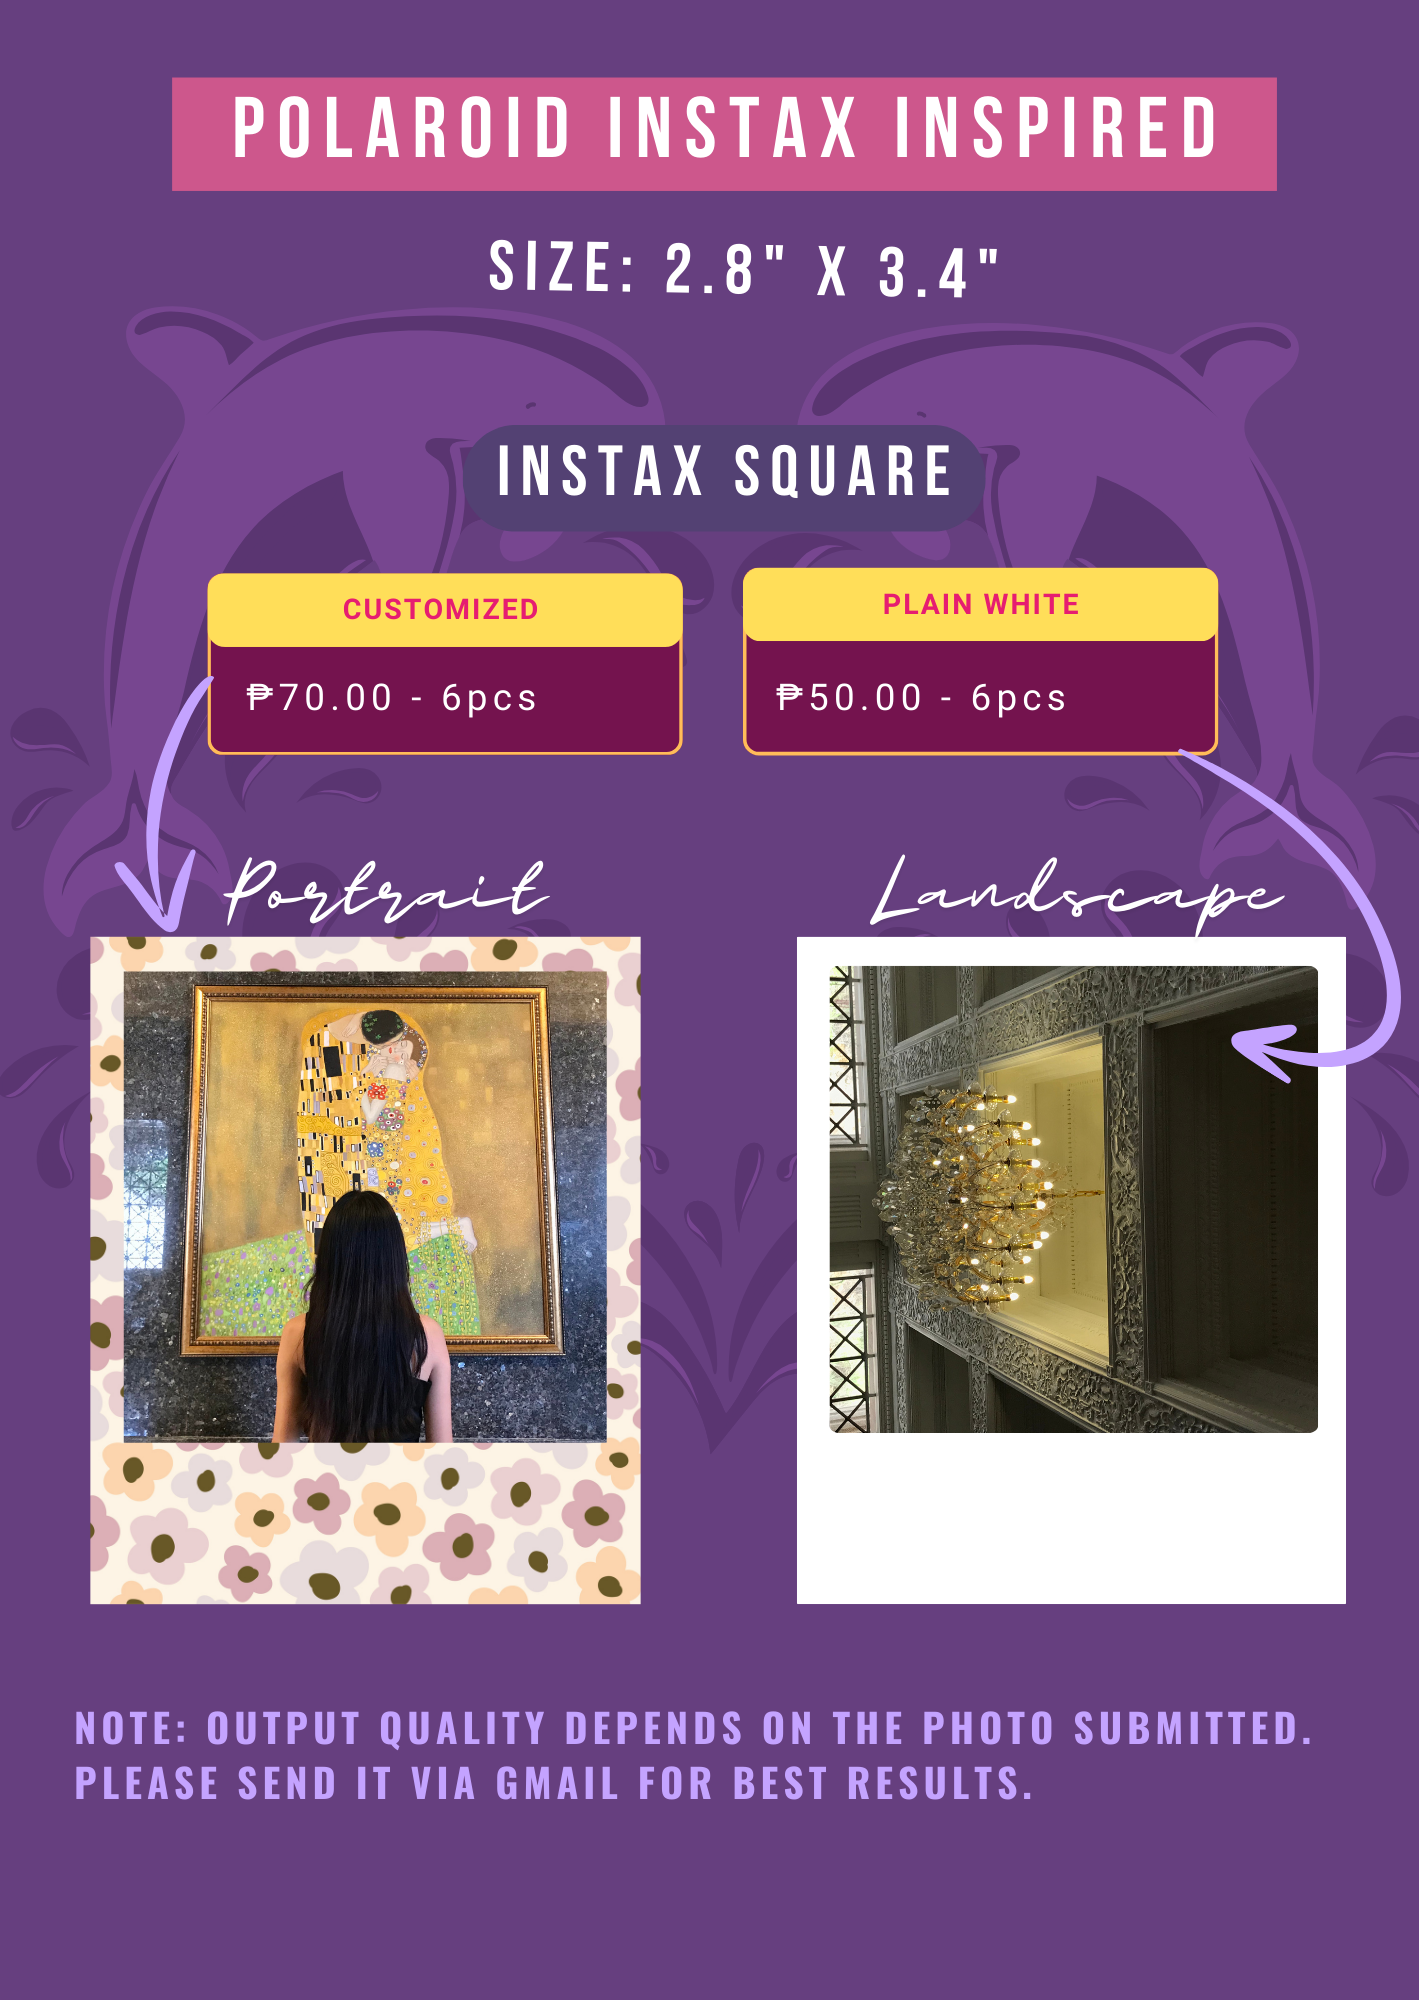 POLAROID INSTAX INSPIRED
SIZE: 2.8" X 3.4"
INSTAX SQUARE
CUSTOMIZED
₱70.00 - 6pcs
PLAIN WHITE
₱50.00 - 6pcs
Portrait
Landscape
NOTE: OUTPUT QUALITY DEPENDS ON THE PHOTO SUBMITTED.
PLEASE SEND IT VIA GMAIL FOR BEST RESULTS.